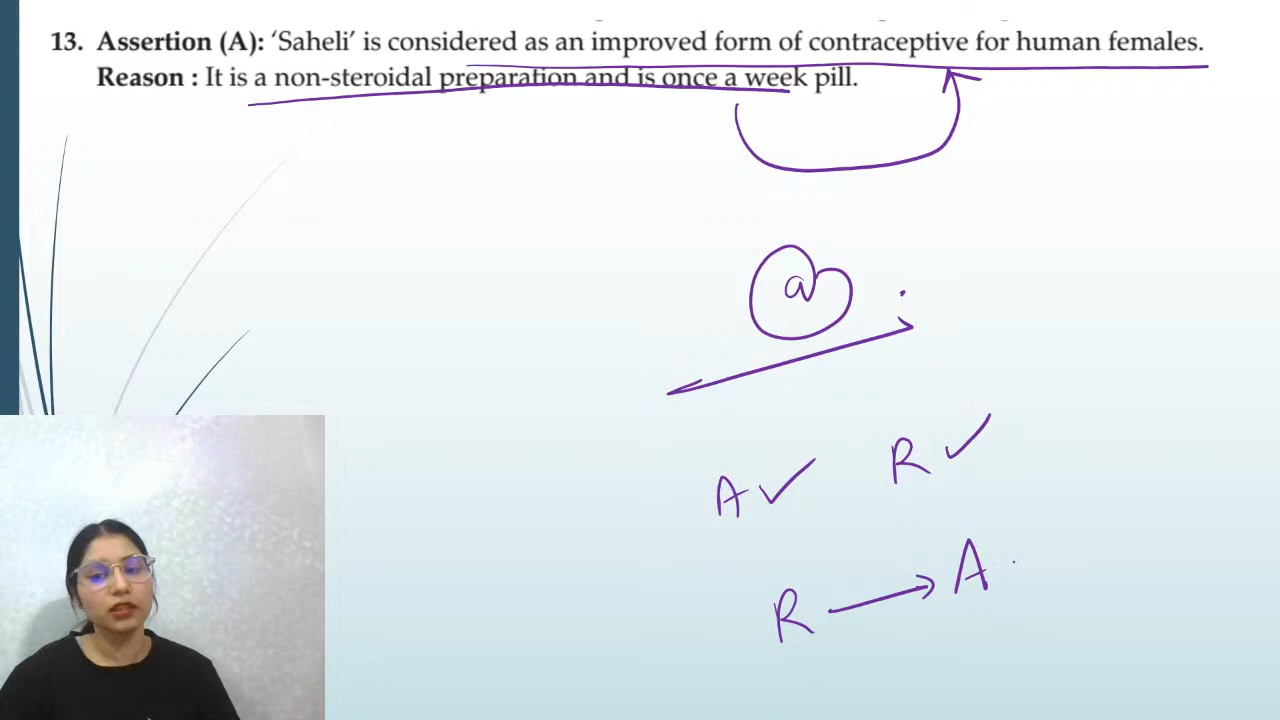 13. Assertion (A): ‘Saheli’ is considered as an improved form of contraceptive for human females.
Reason : It is a non-steroidal preparation and is once a week pill.
a
A ✓ R ✓
R → A